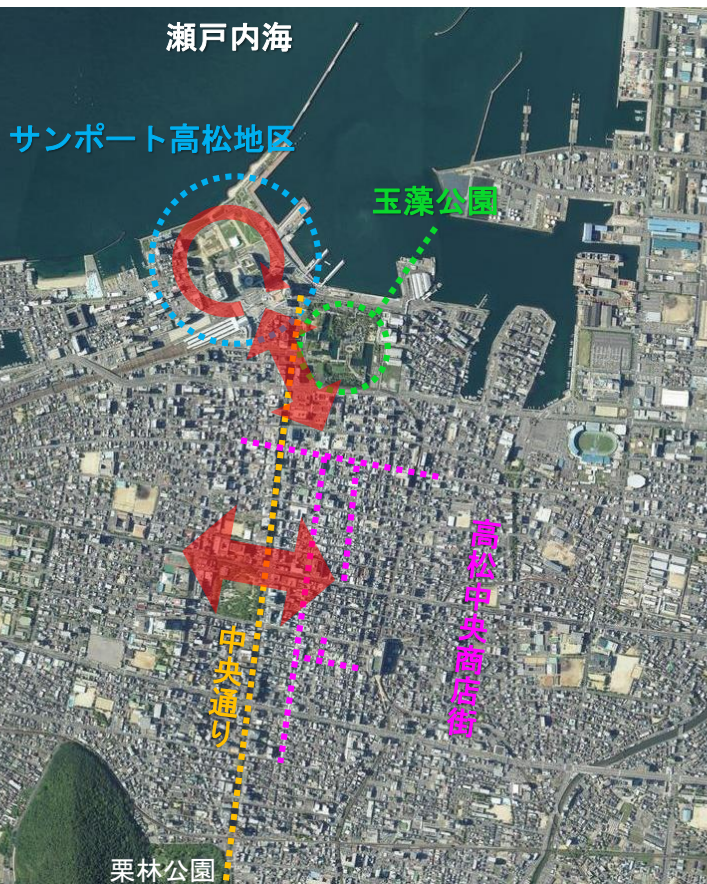 瀬戸内海
サンポート高松地区
玉藻公園
高松中央商店街
中央通り
栗林公園